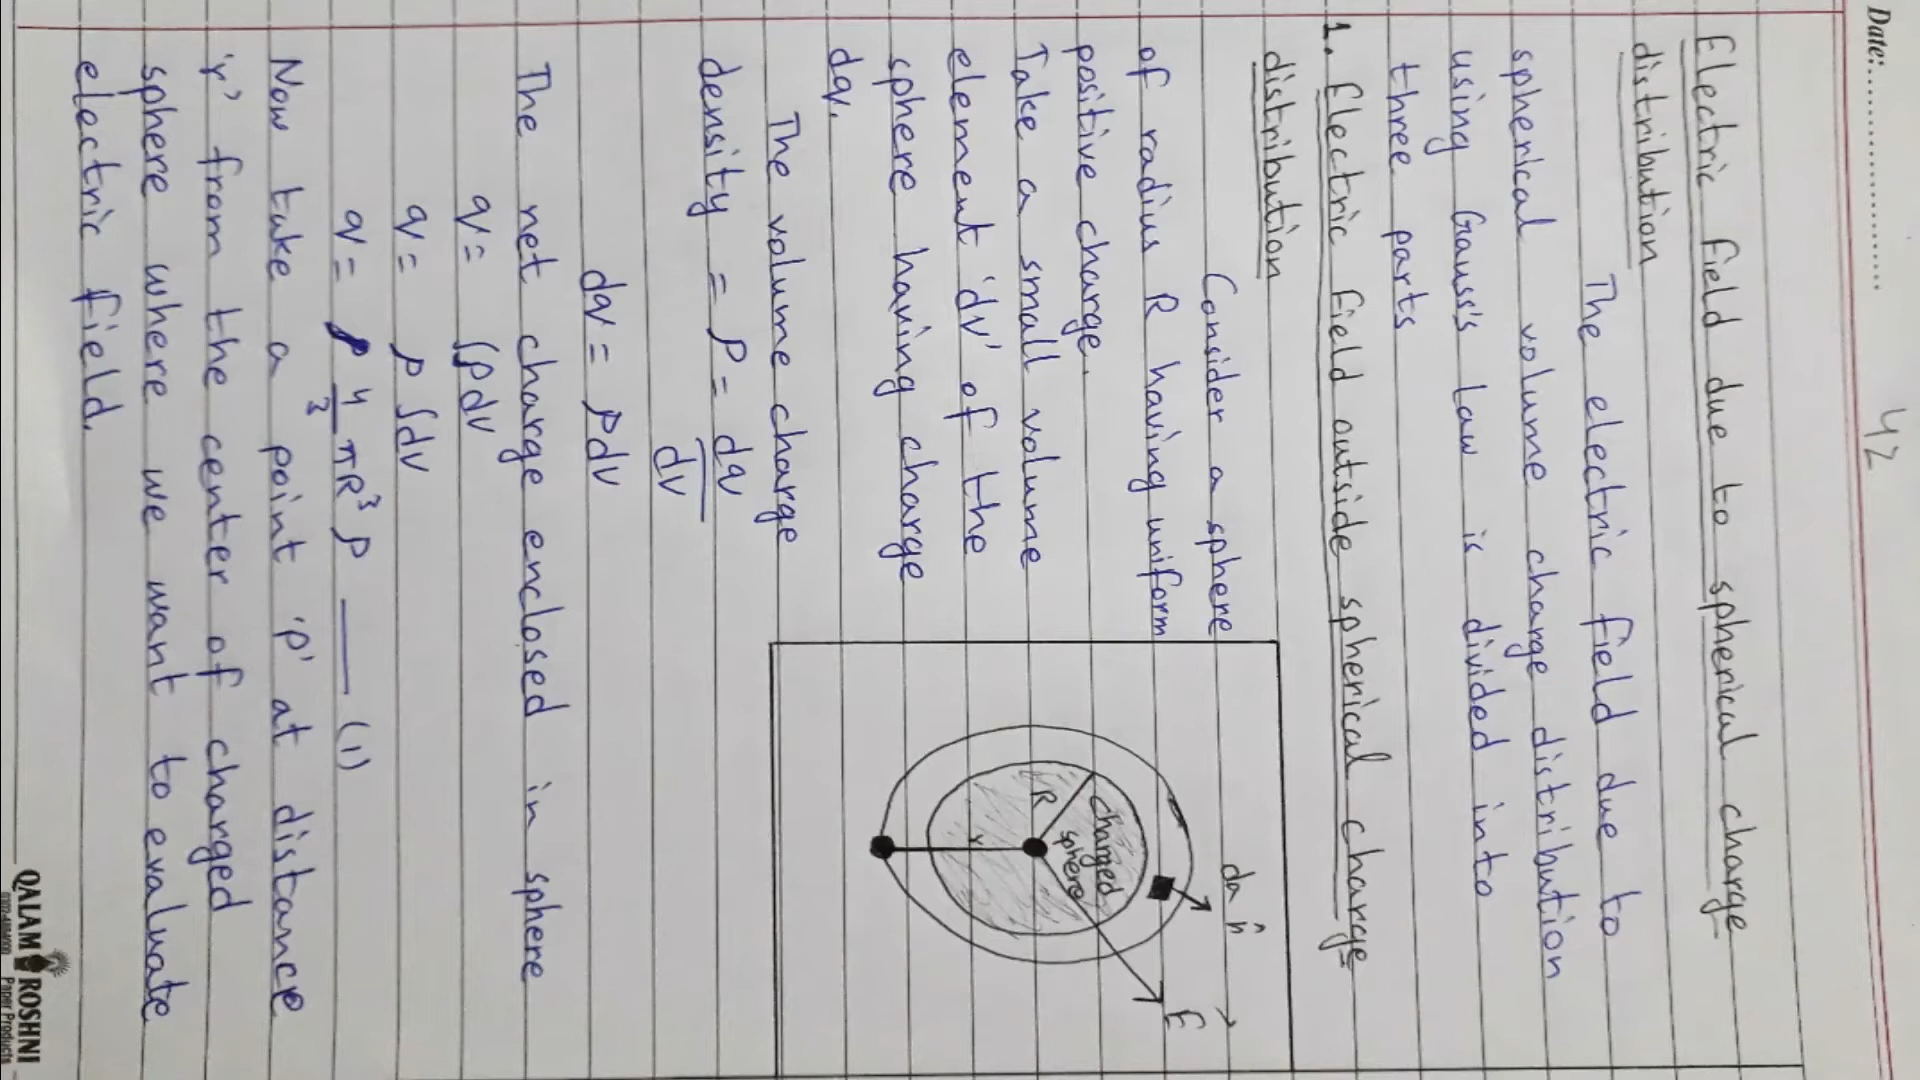 Date:....................
42
Electric field due to spherical charge
distribution
The electric field due to
spherical volume charge distribution
using Gauss's law is divided into
three parts
1. Electric field outside spherical charge
distribution
Consider a sphere
of radius R having uniform
positive charge.
Take a small volume
element 'dv' of the
sphere having charge
dq.
The volume charge
density = ρ = dq
dv
dq = ρdv
The net charge enclosed in sphere
q = ∫ρdv
q = ρ∫dv
q = 4/3 πR³ρ —— (1)
Now take a point 'p' at distance
'r' from the center of charged
sphere where we want to evaluate
electric field.
da n̂
E⃗
charged
sphere
R
r
QALAM ROSHNI
Paper Products